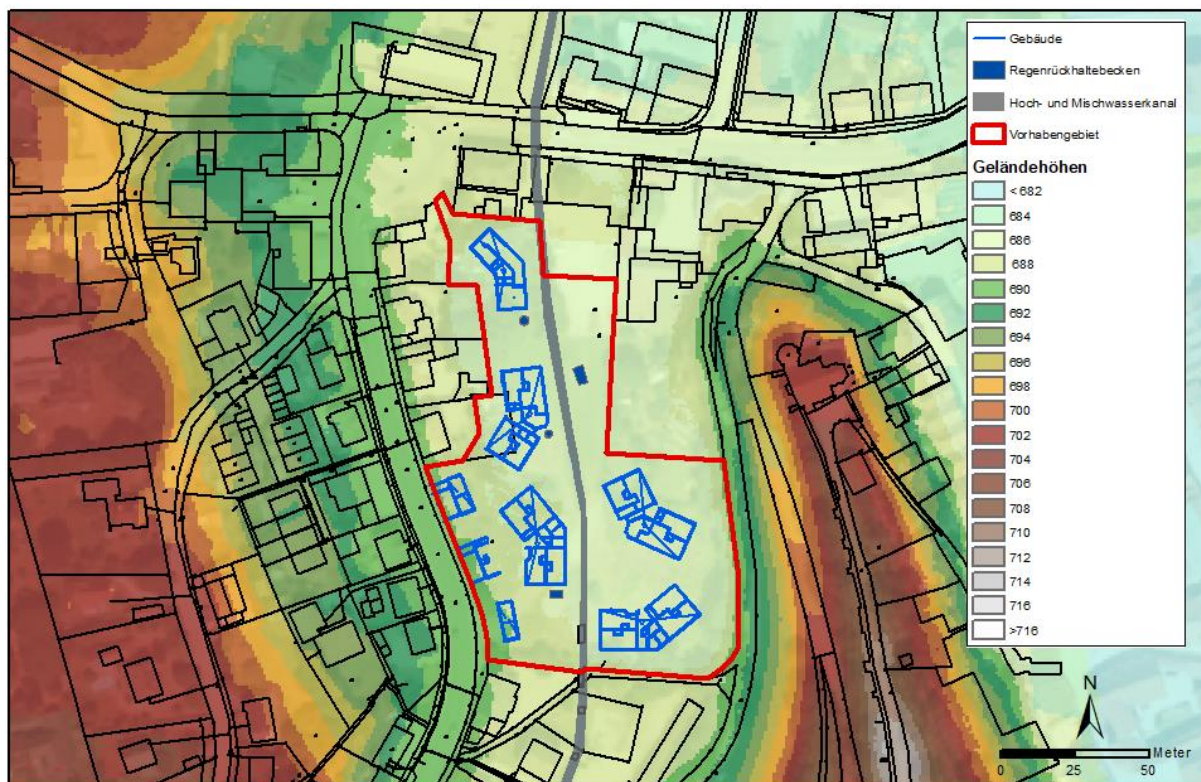 Gebäude
Regenrückhaltebecken
Hoch- und Mischwasserkanal
Vorhabengebiet
Geländehöhen
< 682
684
686
688
690
692
694
696
698
700
702
704
706
708
710
712
714
716
>716
N
Meter
0 25 50